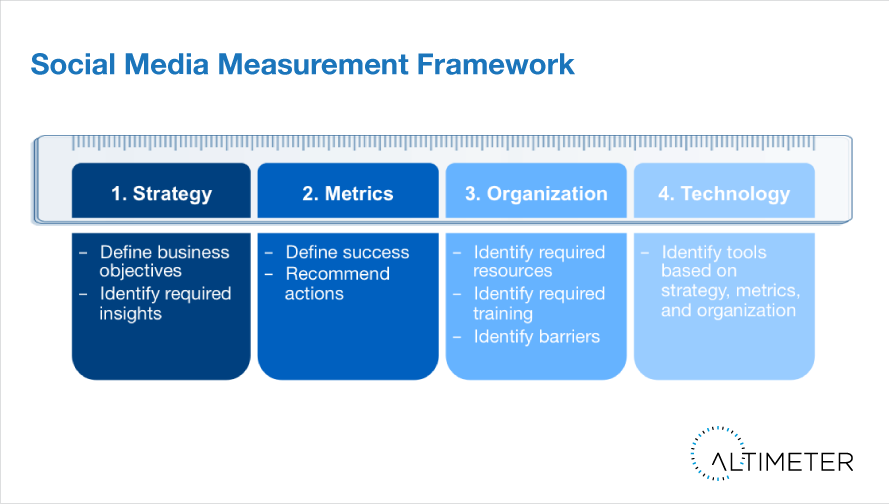 Social Media Measurement Framework
1. Strategy
2. Metrics
3. Organization
4. Technology
– Define business
objectives
– Identify required
insights
– Define success
– Recommend
actions
– Identify required
resources
– Identify required
training
– Identify barriers
– Identify tools
based on
strategy, metrics,
and organization
ALTIMETER